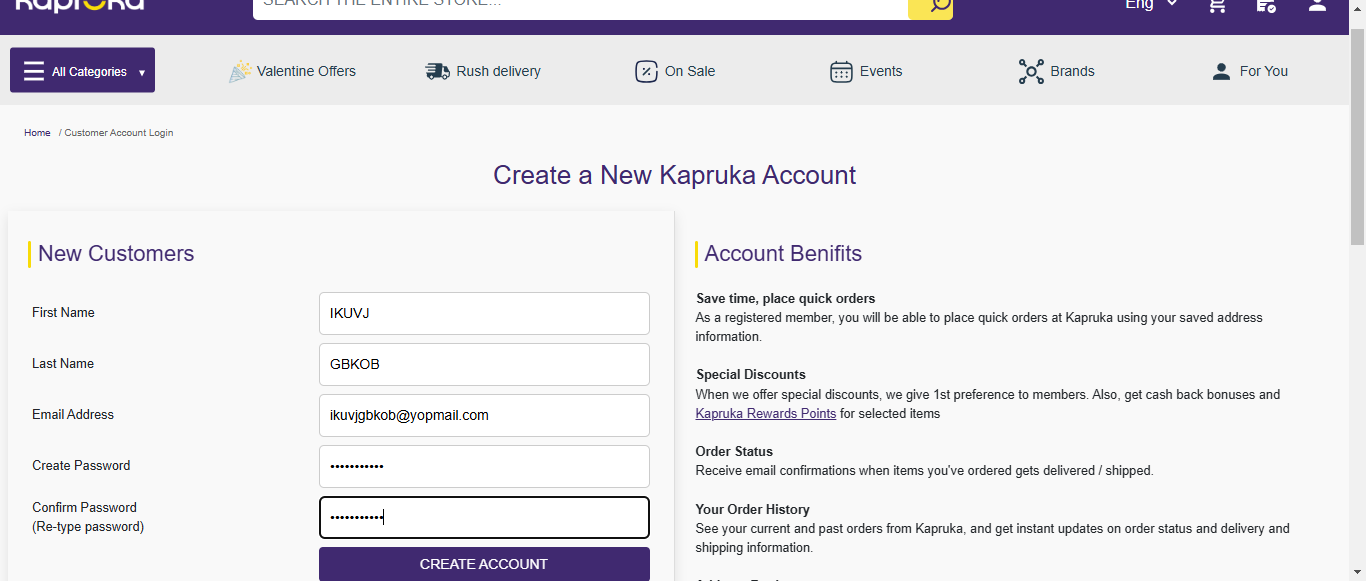 Kapruka
SEARCH THE ENTIRE STORE...
Eng
All Categories ▾
Valentine Offers
Rush delivery
On Sale
Events
Brands
For You
Home / Customer Account Login
Create a New Kapruka Account
New Customers
First Name
IKUVJ
Last Name
GBKOB
Email Address
ikuvjgbkob@yopmail.com
Create Password
•••••••••••
Confirm Password
(Re-type password)
•••••••••••
CREATE ACCOUNT
Account Benifits
Save time, place quick orders
As a registered member, you will be able to place quick orders at Kapruka using your saved address
information.
Special Discounts
When we offer special discounts, we give 1st preference to members. Also, get cash back bonuses and
Kapruka Rewards Points for selected items
Order Status
Receive email confirmations when items you've ordered gets delivered / shipped.
Your Order History
See your current and past orders from Kapruka, and get instant updates on order status and delivery and
shipping information.